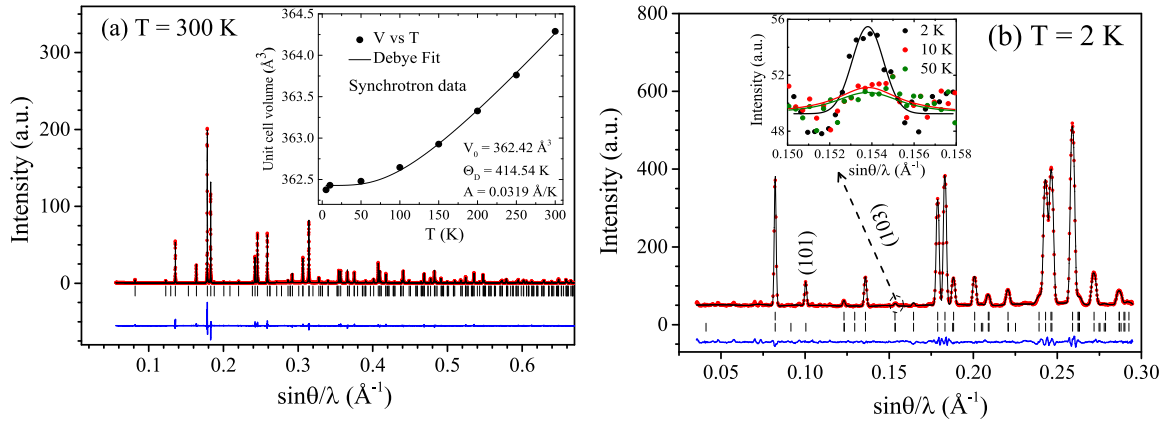 (a) T = 300 K
Intensity (a.u.)
300
200
100
0
0.1
0.2
0.3
0.4
0.5
0.6
sinθ/λ (Å⁻¹)
Unit cell volume (Å³)
364.5
364.0
363.5
363.0
362.5
0
50
100
150
200
250
300
T (K)
V vs T
Debye Fit
Synchrotron data
V₀ = 362.42 Å³
Θ_D = 414.54 K
A = 0.0319 Å/K
(b) T = 2 K
Intensity (a.u.)
800
600
400
200
0
0.05
0.10
0.15
0.20
0.25
0.30
sinθ/λ (Å⁻¹)
(101)
(103)
Intensity (a.u.)
56
52
48
0.150
0.152
0.154
0.156
0.158
sinθ/λ (Å⁻¹)
2 K
10 K
50 K